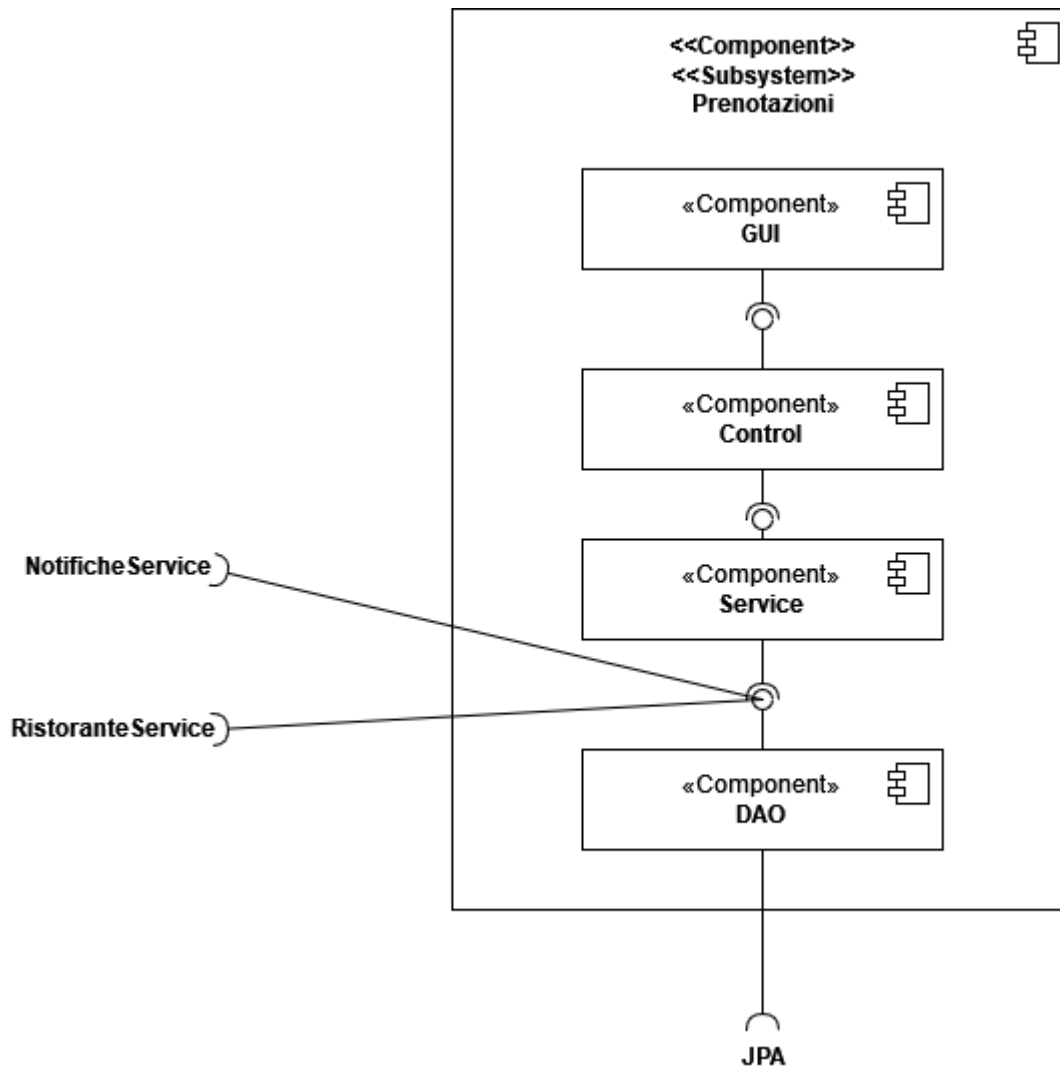 <<Component>>
<<Subsystem>>
Prenotazioni
«Component»
GUI
«Component»
Control
NotificheService
«Component»
Service
RistoranteService
«Component»
DAO
JPA